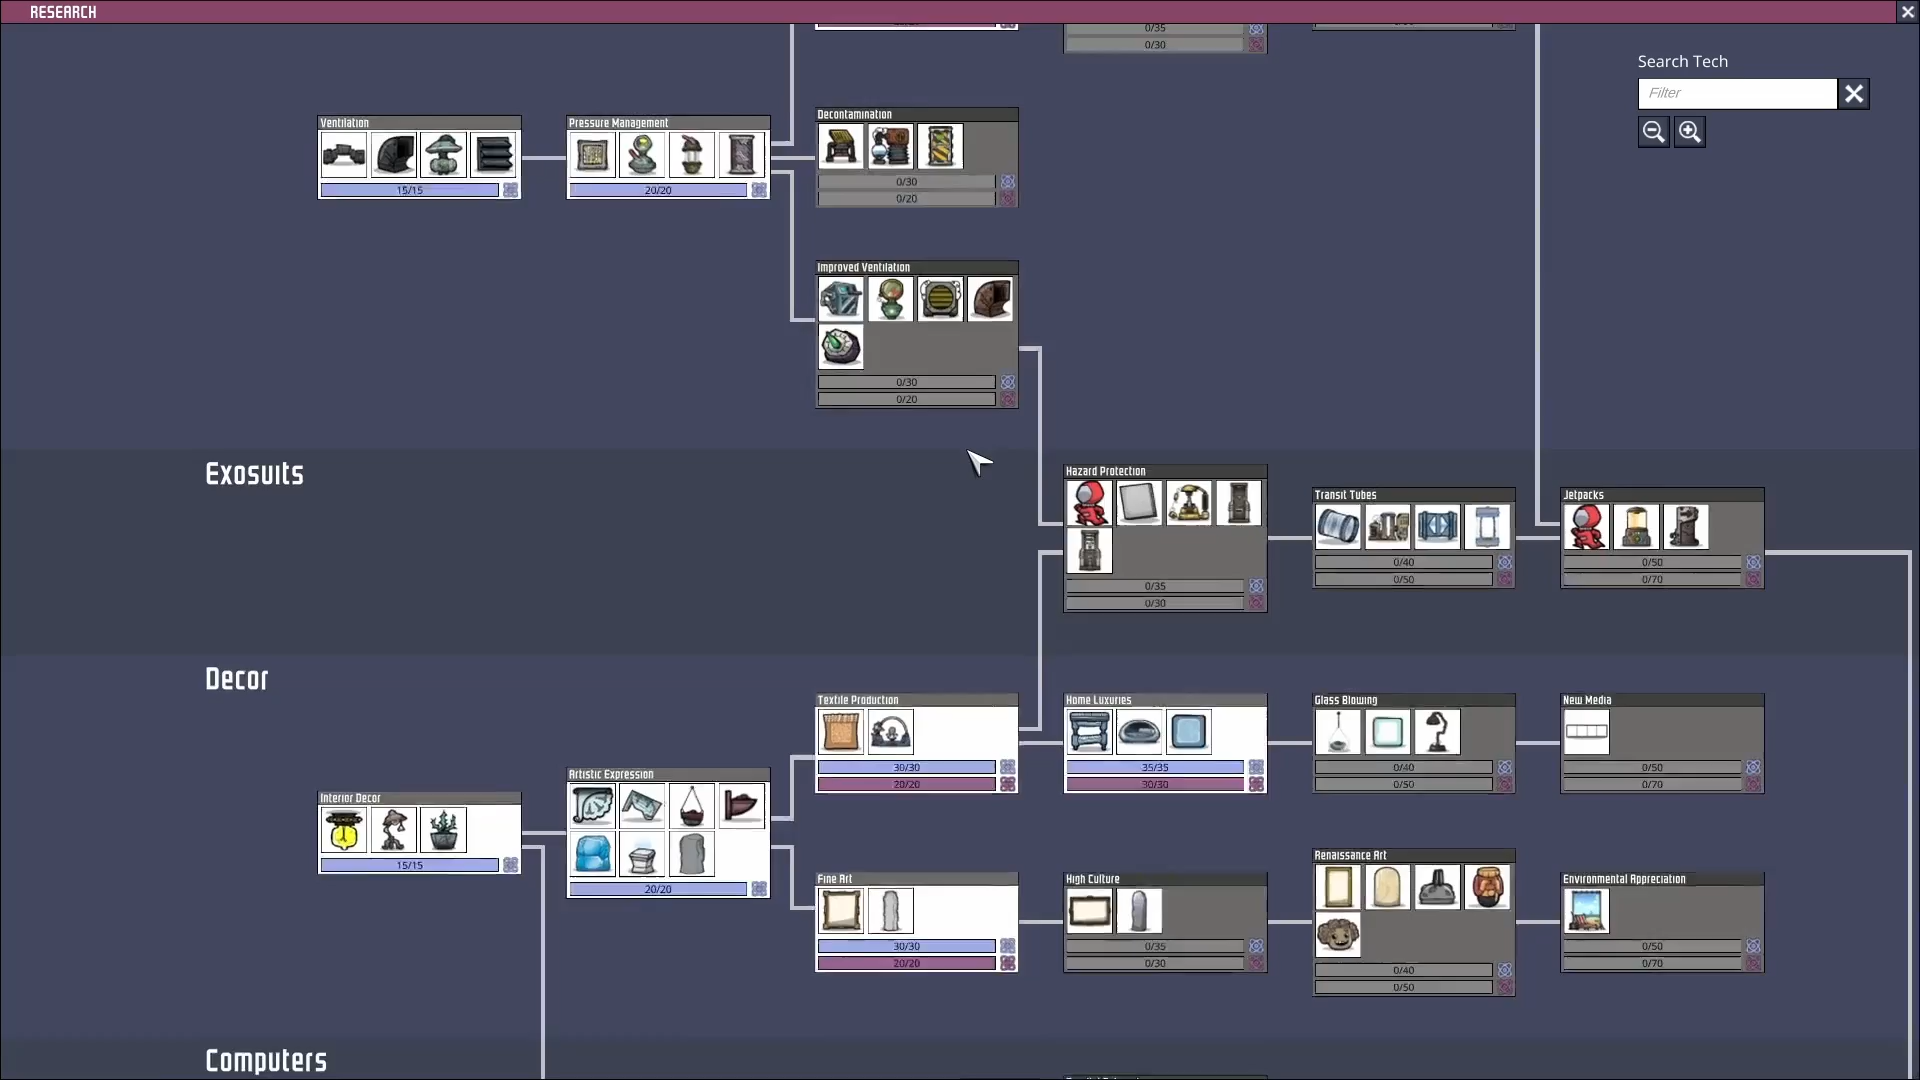 RESEARCH
0/35
0/30
Search Tech
Filter
Ventilation
15/15
Pressure Management
20/20
Decontamination
0/30
0/20
Improved Ventilation
0/30
0/20
Exosuits
Hazard Protection
0/35
0/30
Transit Tubes
0/40
0/50
Jetpacks
0/50
0/70
Decor
Interior Decor
15/15
Artistic Expression
20/20
Textile Production
30/30
20/20
Home Luxuries
35/35
30/30
Glass Blowing
0/40
0/50
New Media
0/50
0/70
Fine Art
30/30
20/20
High Culture
0/35
0/30
Renaissance Art
0/40
0/50
Environmental Appreciation
0/50
0/70
Computers